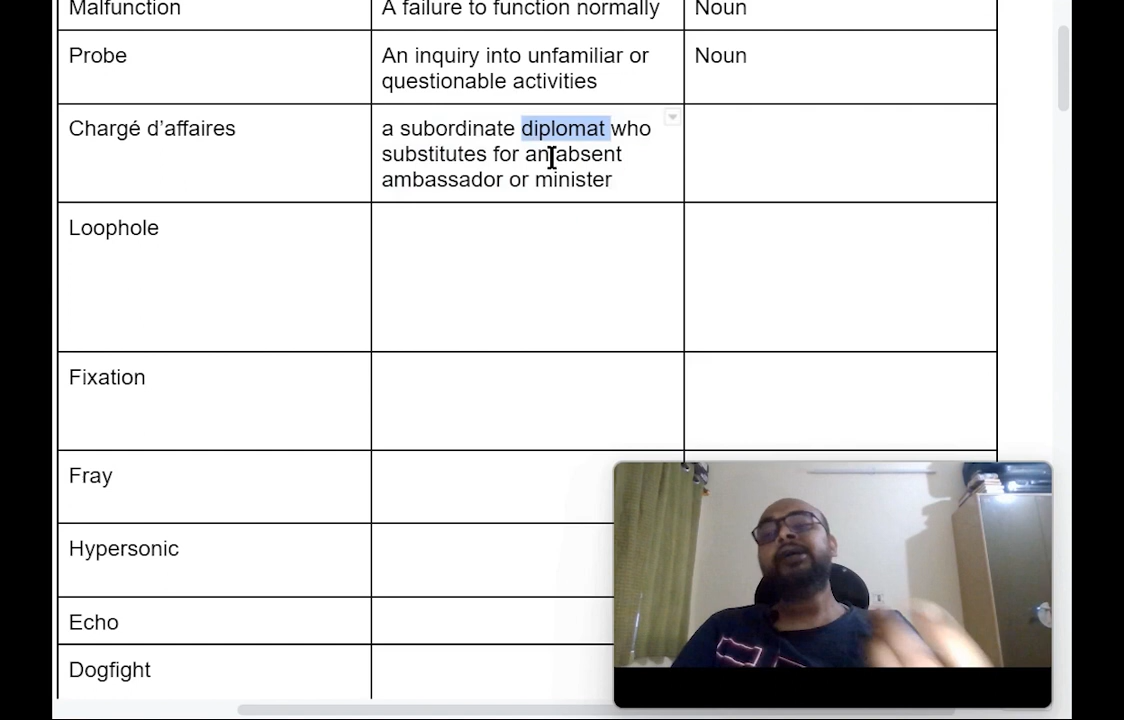 Malfunction
A failure to function normally
Noun
Probe
An inquiry into unfamiliar or
questionable activities
Noun
Chargé d’affaires
a subordinate diplomat who
substitutes for an absent
ambassador or minister
Loophole
Fixation
Fray
Hypersonic
Echo
Dogfight